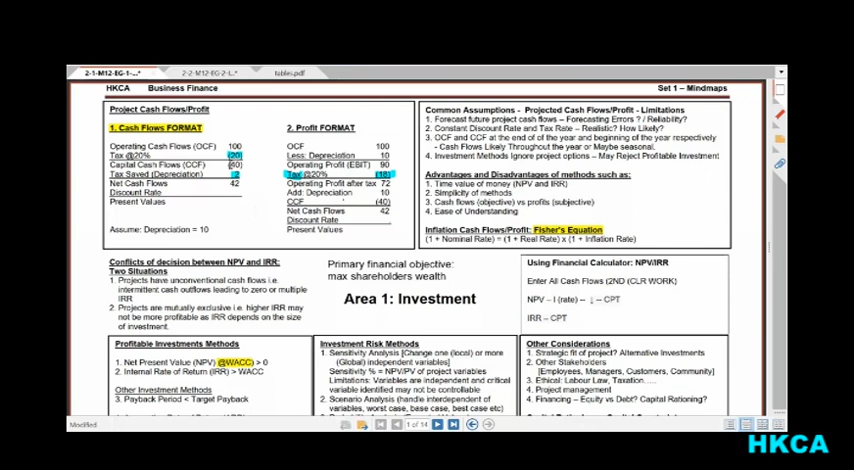 2-1-M12-EG-1-...*
2-2-M12-EG-2-I...*
tables.pdf
HKCA Business Finance Set 1 – Mindmaps
Project Cash Flows/Profit
1. Cash Flows FORMAT
Operating Cash Flows (OCF) 100
Tax @20% (20)
Capital Cash Flows (CCF) (40)
Tax Saved (Depreciation) 2
Net Cash Flows 42
Discount Rate
Present Values
Assume: Depreciation = 10
2. Profit FORMAT
OCF 100
Less: Depreciation 10
Operating Profit (EBIT) 90
Tax @20% (18)
Operating Profit after tax 72
Add: Depreciation 10
CCF (40)
Net Cash Flows 42
Discount Rate
Present Values
Common Assumptions - Projected Cash Flows/Profit - Limitations
1. Forecast future project cash flows – Forecasting Errors ? / Reliability?
2. Constant Discount Rate and Tax Rate – Realistic? How Likely?
3. OCF and CCF at the end of of the year and beginning of the year respectively
- Cash Flows Likely Throughout the Year or Maybe seasonal.
4. Investment Methods Ignore project options – May Reject Profitable Investment
Advantages and Disadvantages of methods such as:
1. Time value of money (NPV and IRR)
2. Simplicity of methods
3. Cash flows (objective) vs profits (subjective)
4. Ease of Understanding
Inflation Cash Flows/Profit: Fisher's Equation
(1 + Nominal Rate) = (1 + Real Rate) x (1 + Inflation Rate)
Conflicts of decision between NPV and IRR:
Two Situations
1. Projects have unconventional cash flows i.e.
intermittent cash outflows leading to zero or multiple
IRR
2. Projects are mutually exclusive i.e. higher IRR may
not be more profitable as IRR depends on the size
of investment.
Primary financial objective:
max shareholders wealth
Area 1: Investment
Using Financial Calculator: NPV/IRR
Enter All Cash Flows (2ND (CLR WORK)
NPV – I (rate) -- ↓ -- CPT
IRR – CPT
Profitable Investments Methods
1. Net Present Value (NPV) @WACC) > 0
2. Internal Rate of Return (IRR) > WACC
Other Investment Methods
3. Payback Period < Target Payback
Investment Risk Methods
1. Sensitivity Analysis [Change one (local) or more
(Global) independent variables]
Sensitivity % = NPV/PV of project variables
Limitations: Variables are independent and critical
variable identified may not be controllable
2. Scenario Analysis (handle interdependent of
variables, worst case, base case, best case etc)
Other Considerations
1. Strategic fit of project? Alternative Investments
2. Other Stakeholders
[Employees, Managers, Customers, Community]
3. Ethical: Labour Law, Taxation.....
4. Project management
4. Financing – Equity vs Debt? Capital Rationing?
Modified
1 of 14
HKCA